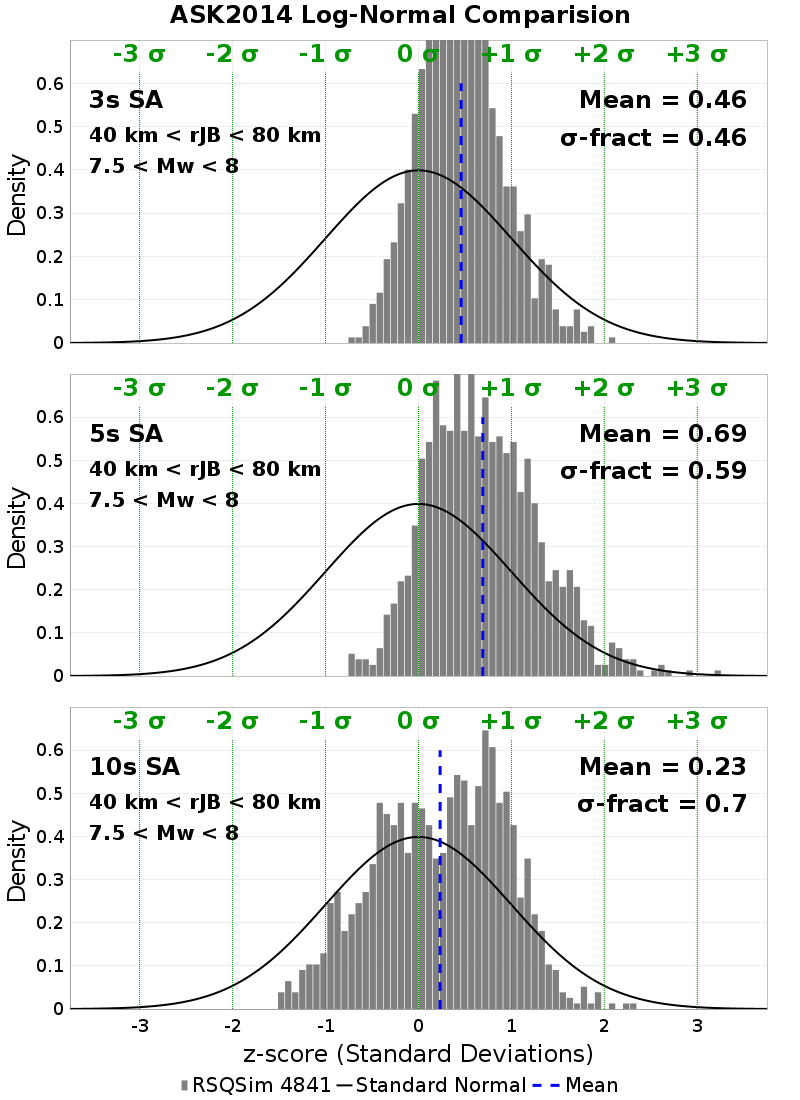 ASK2014 Log-Normal Comparision
-3 σ -2 σ -1 σ 0 σ +1 σ +2 σ +3 σ
3s SA
Mean = 0.46
40 km < rJB < 80 km
σ-fract = 0.46
7.5 < Mw < 8
0.6
0.5
0.4
0.3
0.2
0.1
0
Density
-3 σ -2 σ -1 σ 0 σ +1 σ +2 σ +3 σ
5s SA
Mean = 0.69
40 km < rJB < 80 km
σ-fract = 0.59
7.5 < Mw < 8
0.6
0.5
0.4
0.3
0.2
0.1
0
Density
-3 σ -2 σ -1 σ 0 σ +1 σ +2 σ +3 σ
10s SA
Mean = 0.23
40 km < rJB < 80 km
σ-fract = 0.7
7.5 < Mw < 8
0.6
0.5
0.4
0.3
0.2
0.1
0
Density
-3 -2 -1 0 1 2 3
z-score (Standard Deviations)
RSQSim 4841 Standard Normal Mean